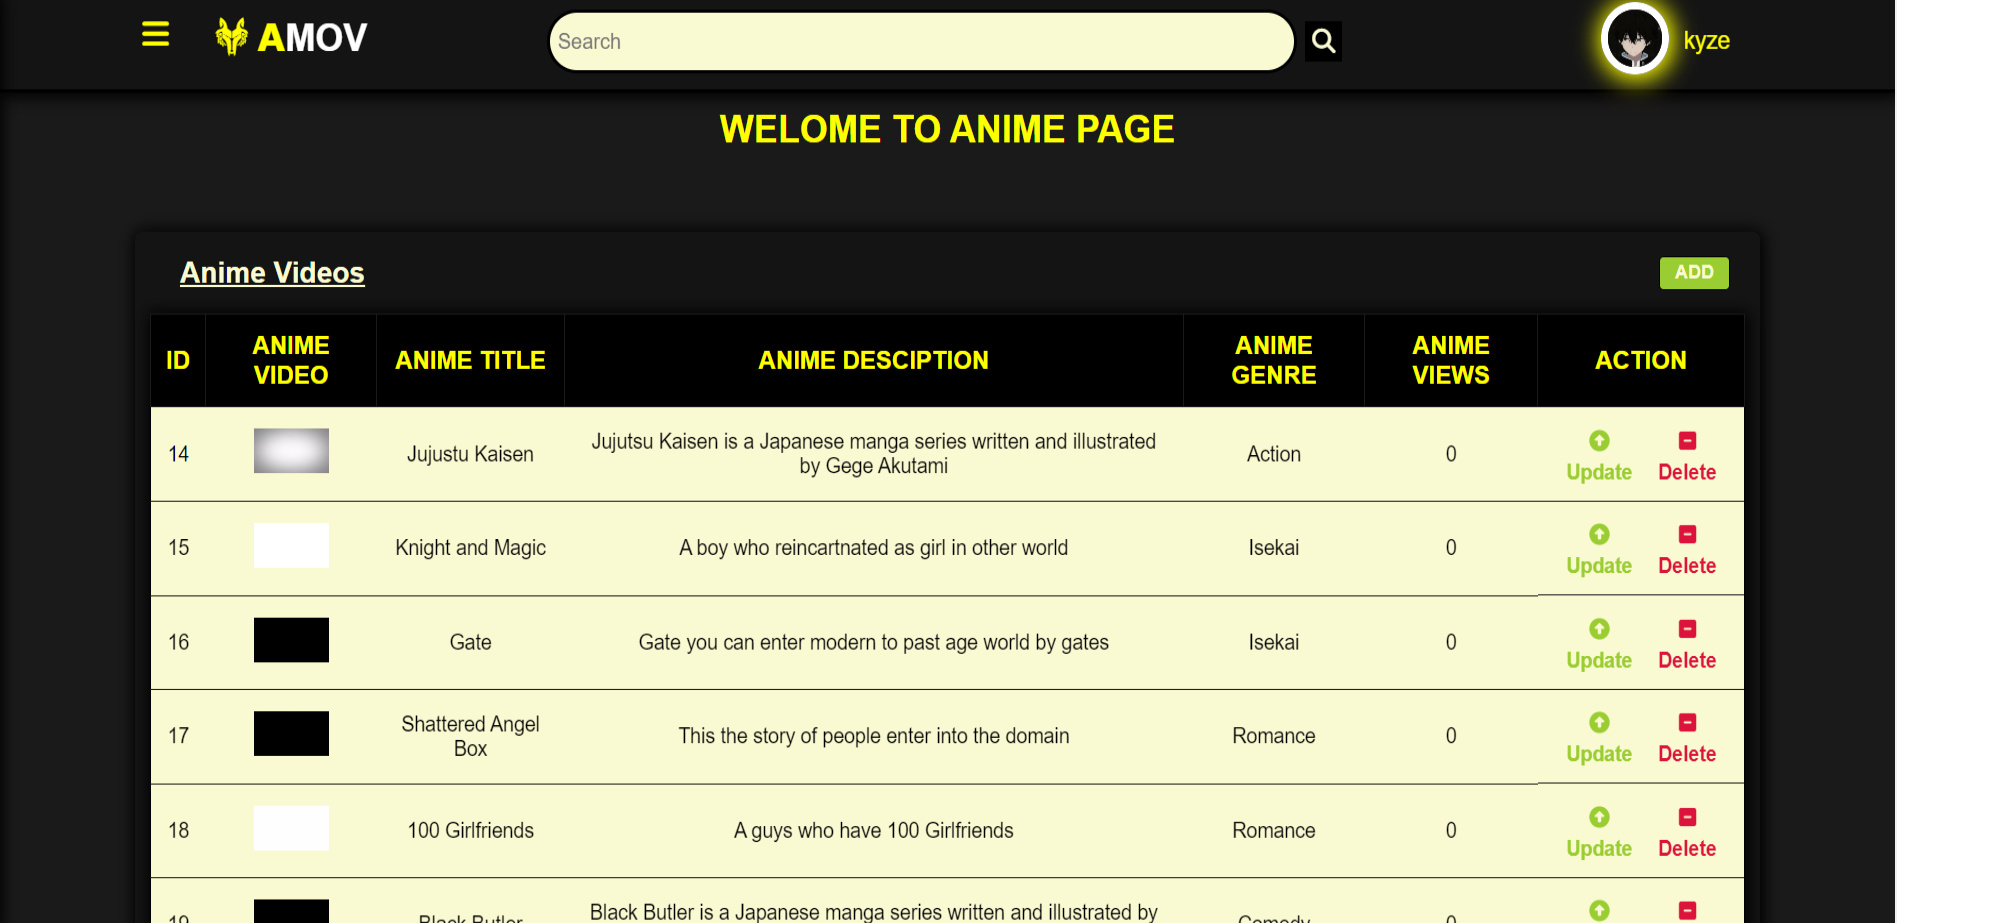 AMOV
Search
kyze
WELOME TO ANIME PAGE
Anime Videos
ADD
ID
ANIME
VIDEO
ANIME TITLE
ANIME DESCIPTION
ANIME
GENRE
ANIME
VIEWS
ACTION
14
Jujustu Kaisen
Jujutsu Kaisen is a Japanese manga series written and illustrated
by Gege Akutami
Action
0
Update
Delete
15
Knight and Magic
A boy who reincartnated as girl in other world
Isekai
0
Update
Delete
16
Gate
Gate you can enter modern to past age world by gates
Isekai
0
Update
Delete
17
Shattered Angel
Box
This the story of people enter into the domain
Romance
0
Update
Delete
18
100 Girlfriends
A guys who have 100 Girlfriends
Romance
0
Update
Delete
19
Black Butler
Black Butler is a Japanese manga series written and illustrated by
Comedy
0